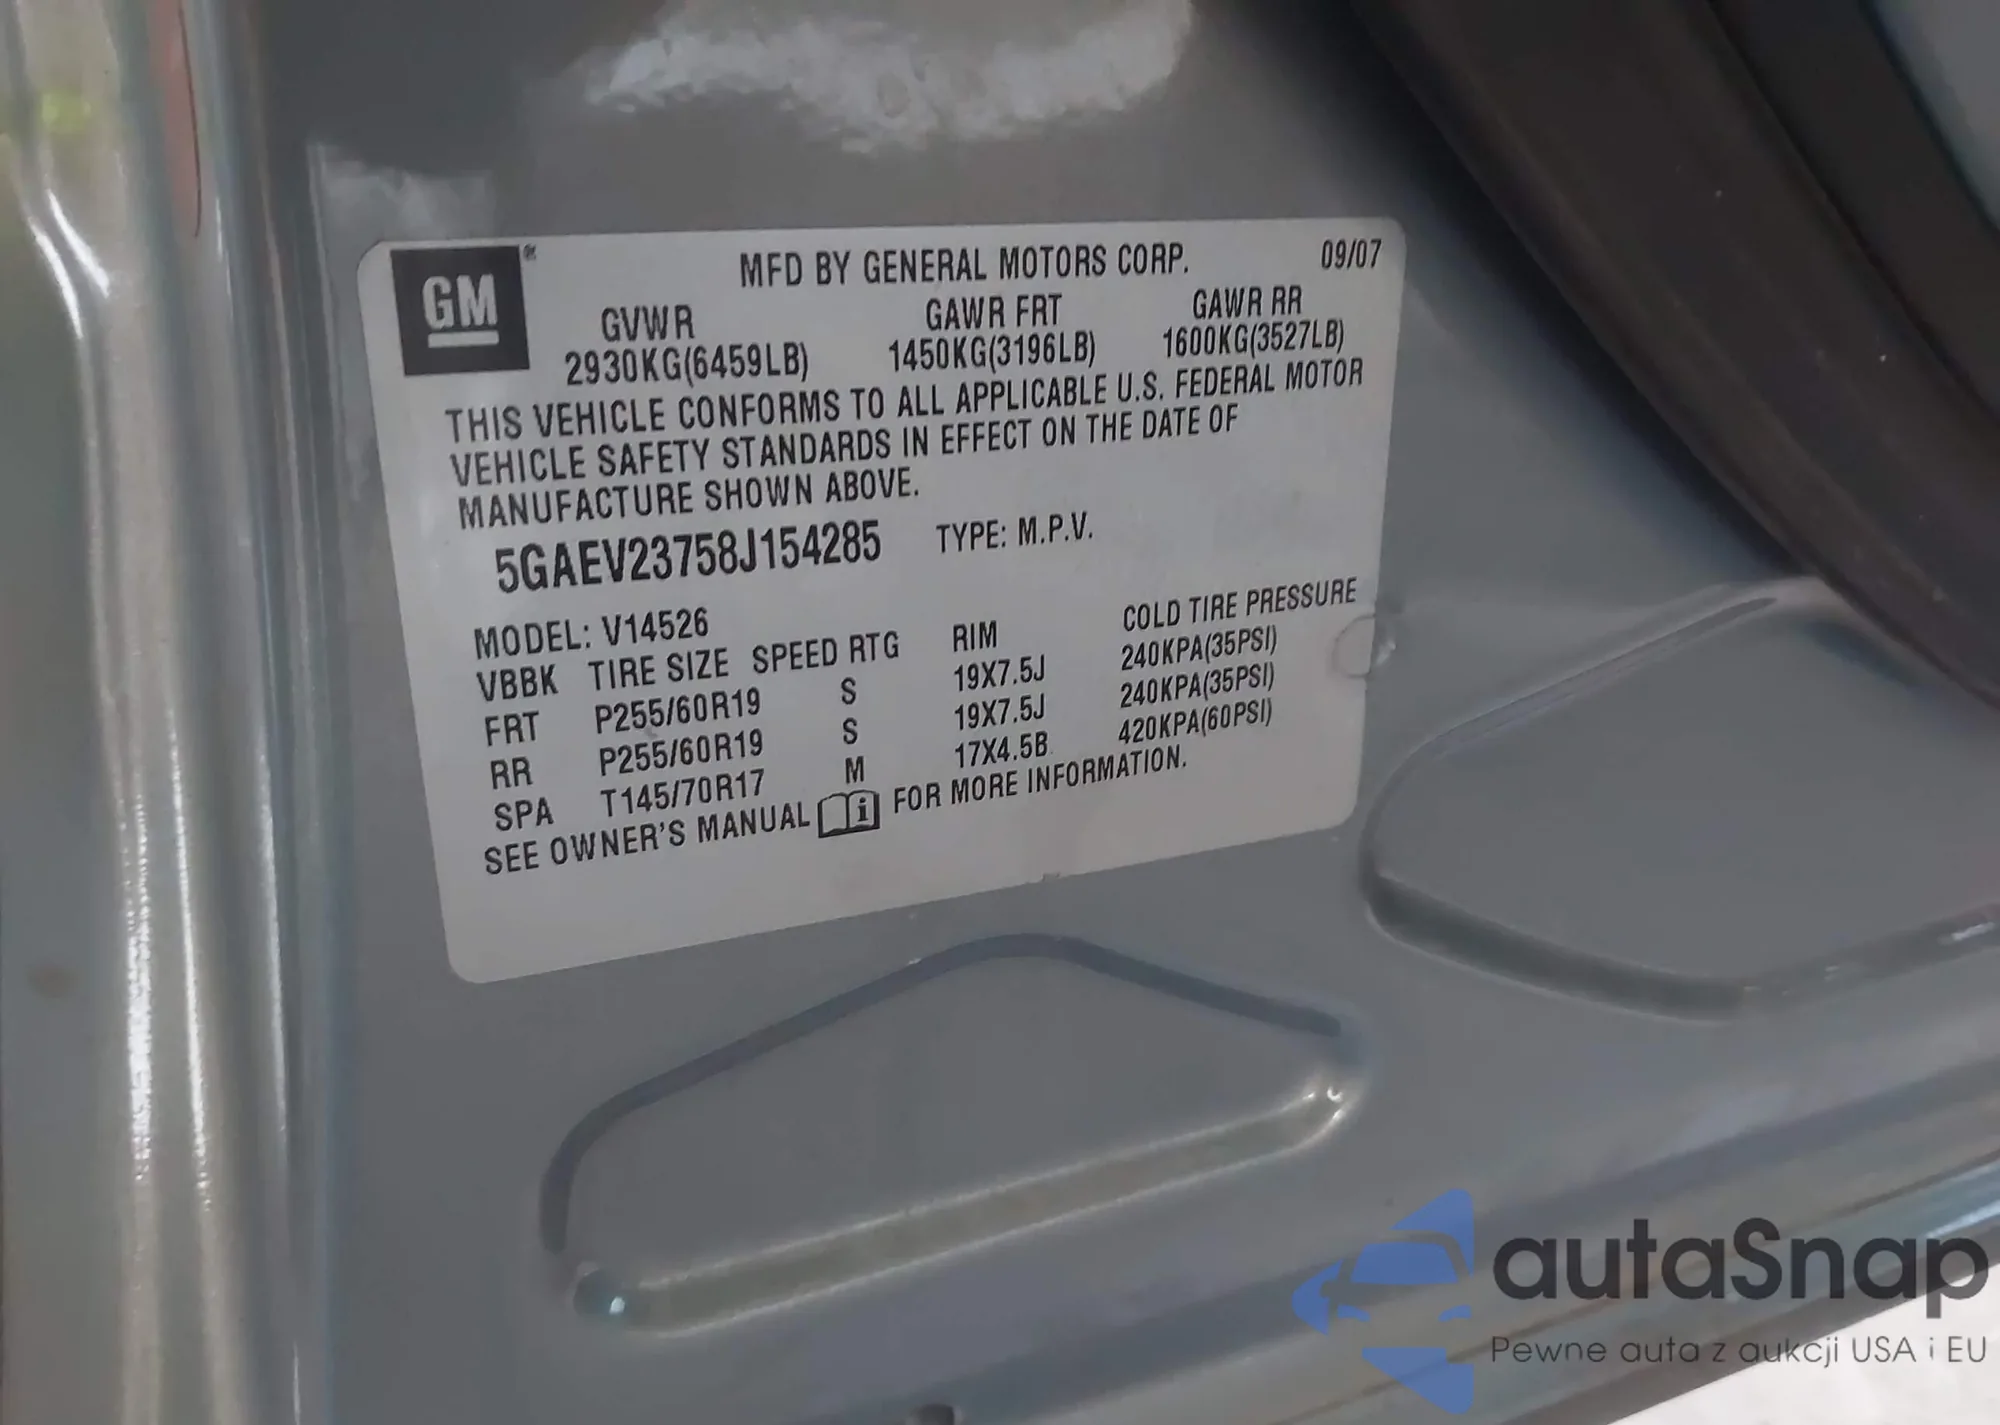 GM®
MFD BY GENERAL MOTORS CORP. 09/07
GVWR GAWR FRT GAWR RR
2930KG(6459LB) 1450KG(3196LB) 1600KG(3527LB)
THIS VEHICLE CONFORMS TO ALL APPLICABLE U.S. FEDERAL MOTOR
VEHICLE SAFETY STANDARDS IN EFFECT ON THE DATE OF
MANUFACTURE SHOWN ABOVE.
5GAEV23758J154285 TYPE: M.P.V.
MODEL: V14526
VBBK TIRE SIZE SPEED RTG RIM COLD TIRE PRESSURE
FRT P255/60R19 S 19X7.5J 240KPA(35PSI)
RR P255/60R19 S 19X7.5J 240KPA(35PSI)
SPA T145/70R17 M 17X4.5B 420KPA(60PSI)
SEE OWNER'S MANUAL i FOR MORE INFORMATION.
autaSnap
Pewne auta z aukcji USA i EU